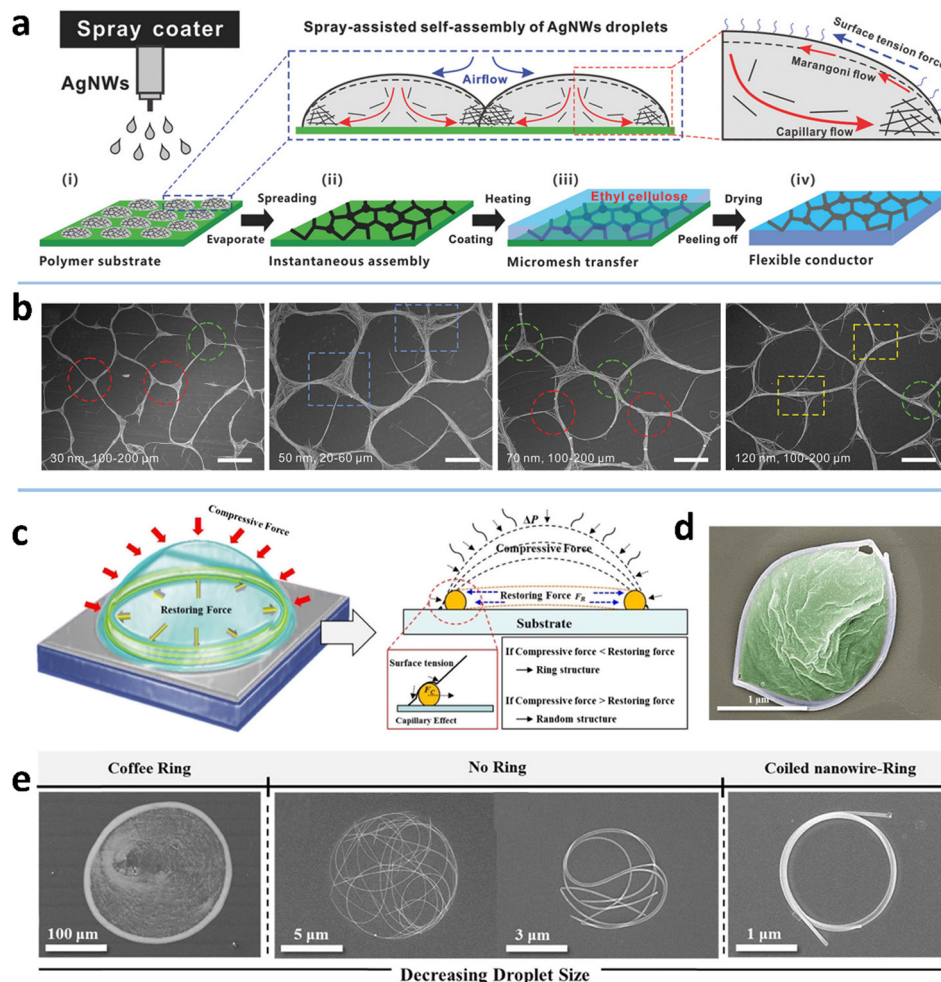 a
Spray coater
AgNWs
Spray-assisted self-assembly of AgNWs droplets
Airflow
Surface tension force
Marangoni flow
Capillary flow
(i)
Polymer substrate
Spreading
Evaporate
(ii)
Instantaneous assembly
Heating
Coating
(iii)
Ethyl cellulose
Micromesh transfer
Drying
Peeling off
(iv)
Flexible conductor
b
30 nm, 100-200 μm
50 nm, 20-60 μm
70 nm, 100-200 μm
120 nm, 100-200 μm
c
Compressive Force
Restoring Force
ΔP
Compressive Force
Restoring Force F_R
Substrate
Surface tension
F_C
Capillary Effect
If Compressive force < Restoring force
→ Ring structure
If Compressive force > Restoring force
→ Random structure
d
1 μm
e
Coffee Ring
No Ring
Coiled nanowire-Ring
100 μm
5 μm
3 μm
1 μm
Decreasing Droplet Size